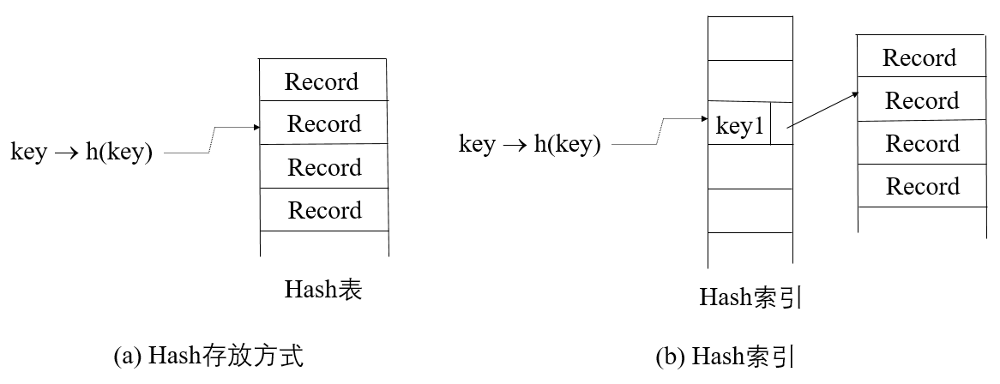 Record
Record
key → h(key)
Record
Record
Hash表
(a) Hash存放方式
key1
key → h(key)
Record
Record
Record
Record
Hash索引
(b) Hash索引